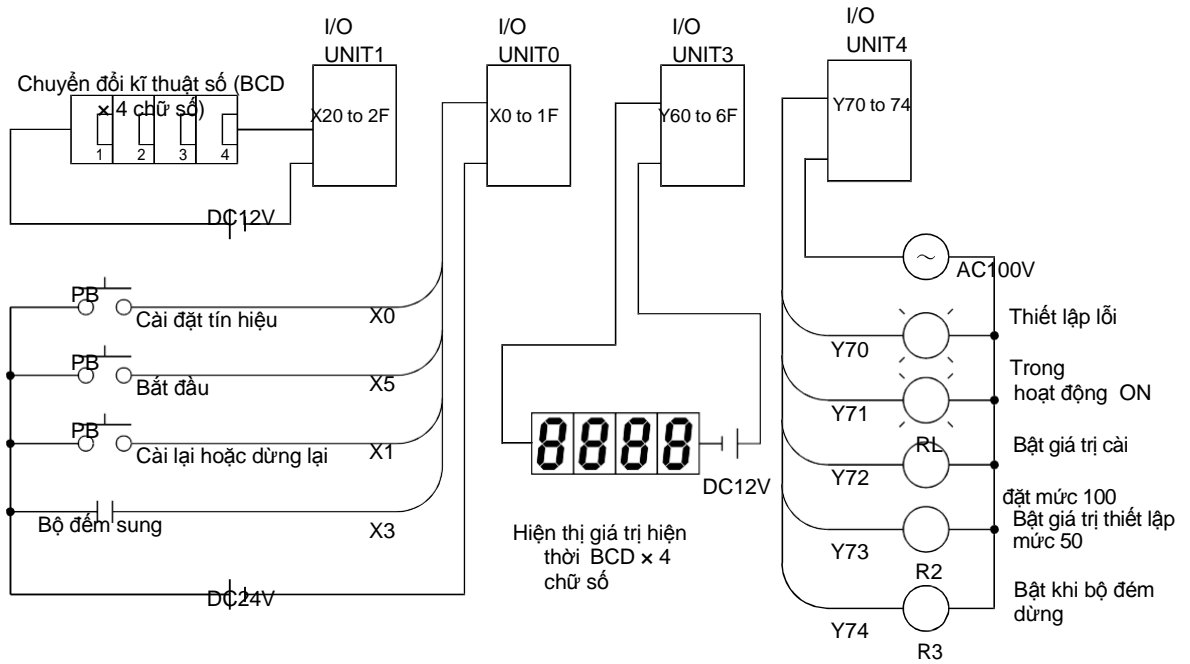 I/O
UNIT1
I/O
UNIT0
I/O
UNIT3
I/O
UNIT4
Chuyển đổi kĩ thuật số (BCD
× 4 chữ số)
1 2 3 4
X20 to 2F
X0 to 1F
Y60 to 6F
Y70 to 74
DC12V
AC100V
PB
Cài đặt tín hiệu
X0
PB
Bắt đầu
X5
PB
Cài lại hoặc dừng lại
X1
Bộ đếm sung
X3
DC24V
8888
DC12V
Hiện thị giá trị hiện
thời BCD × 4
chữ số
Y70
Thiết lập lỗi
Y71
Trong
hoạt động ON
RL
Y72
Bật giá trị cài
đặt mức 100
Y73
Bật giá trị thiết lập
mức 50
R2
Y74
Bật khi bộ đém
dừng
R3